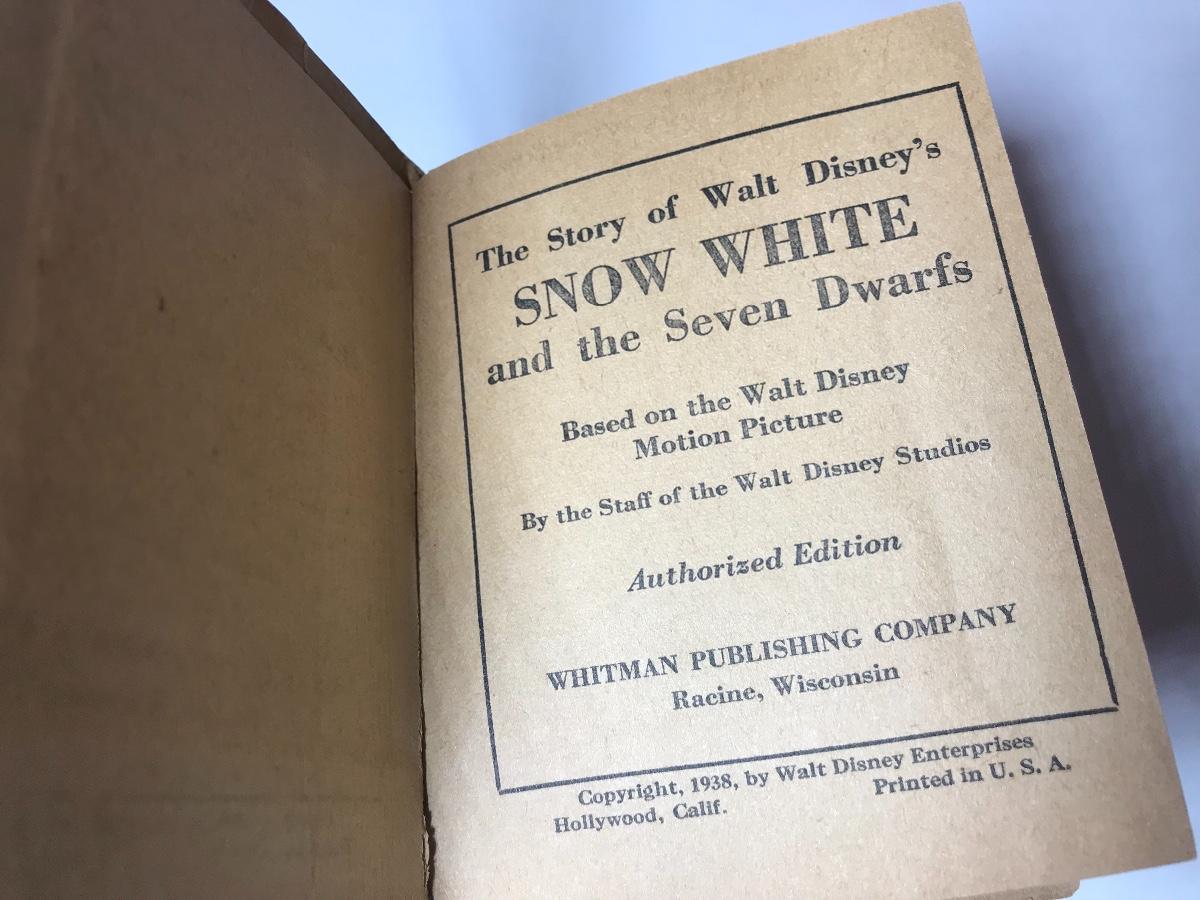 The Story of Walt Disney's
SNOW WHITE
and the Seven Dwarfs
Based on the Walt Disney
Motion Picture
By the Staff of the Walt Disney Studios
Authorized Edition
WHITMAN PUBLISHING COMPANY
Racine, Wisconsin
Copyright, 1938, by Walt Disney Enterprises
Hollywood, Calif. Printed in U. S. A.